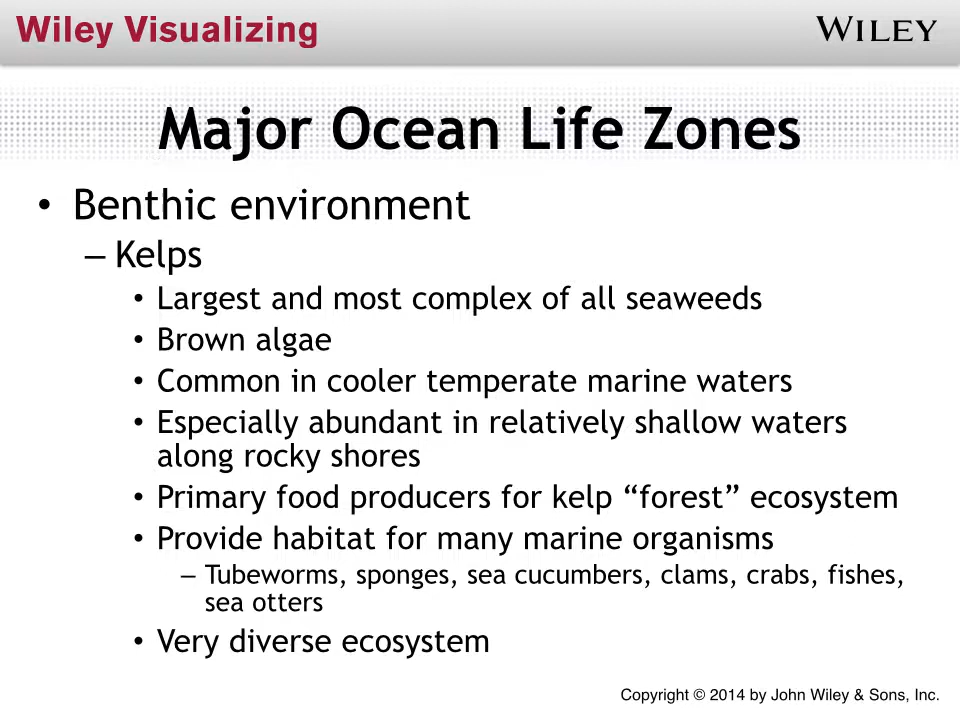 Wiley Visualizing
WILEY
Major Ocean Life Zones
• Benthic environment
– Kelps
• Largest and most complex of all seaweeds
• Brown algae
• Common in cooler temperate marine waters
• Especially abundant in relatively shallow waters
along rocky shores
• Primary food producers for kelp “forest” ecosystem
• Provide habitat for many marine organisms
– Tubeworms, sponges, sea cucumbers, clams, crabs, fishes,
sea otters
• Very diverse ecosystem
Copyright © 2014 by John Wiley & Sons, Inc.